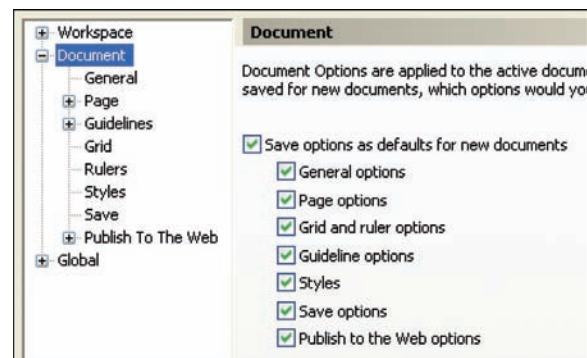 Workspace
Document
General
Page
Guidelines
Grid
Rulers
Styles
Save
Publish To The Web
Global
Document
Document Options are applied to the active
saved for new documents, which options would
Save options as defaults for new documents
General options
Page options
Grid and ruler options
Guideline options
Styles
Save options
Publish to the Web options